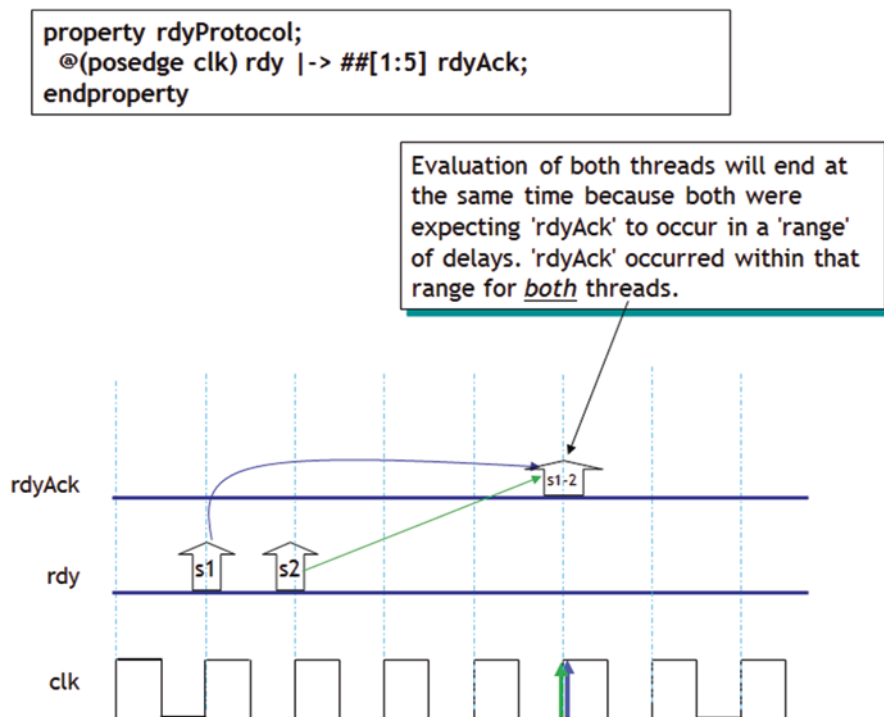 property rdyProtocol;
@(posedge clk) rdy |-> ##[1:5] rdyAck;
endproperty
Evaluation of both threads will end at
the same time because both were
expecting 'rdyAck' to occur in a 'range'
of delays. 'rdyAck' occurred within that
range for both threads.
rdyAck
s1-2
rdy
s1
s2
clk